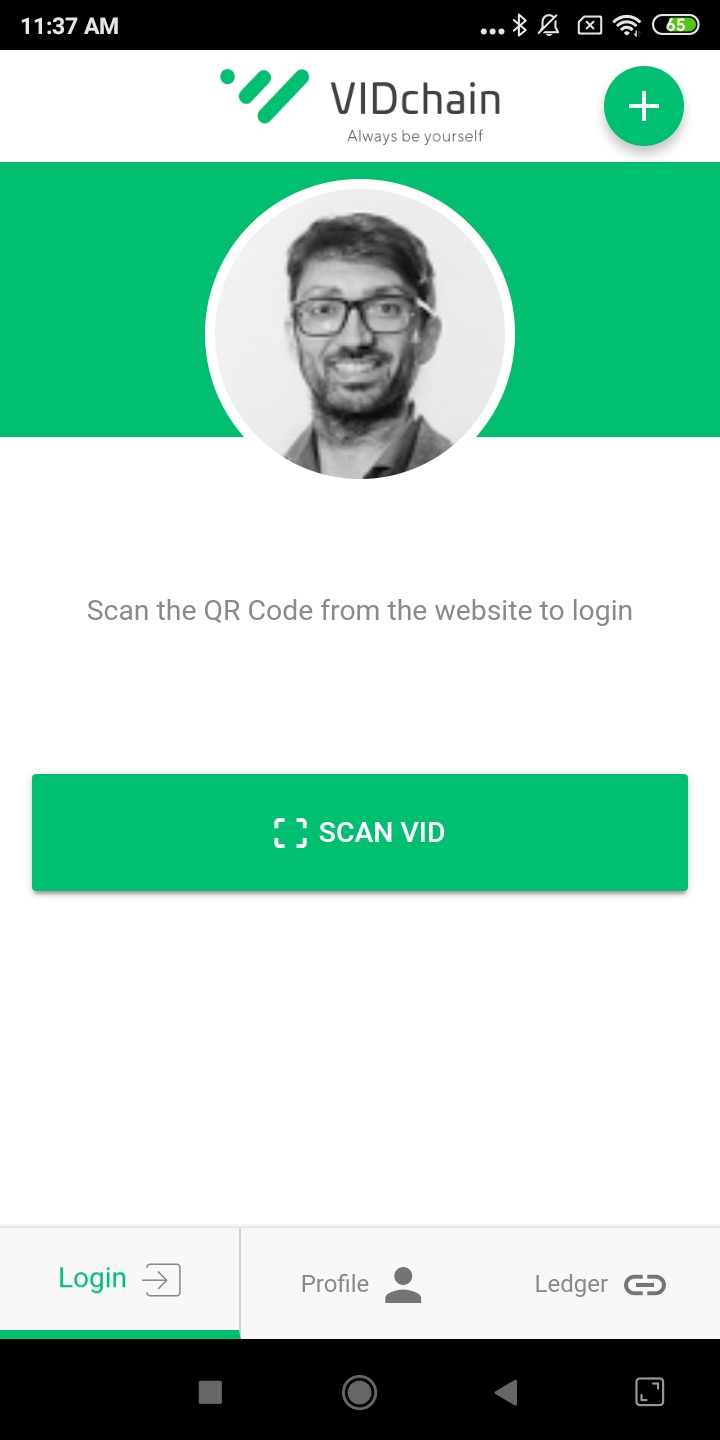 11:37 AM
65
VIDchain
Always be yourself
Scan the QR Code from the website to login
SCAN VID
Login
Profile
Ledger